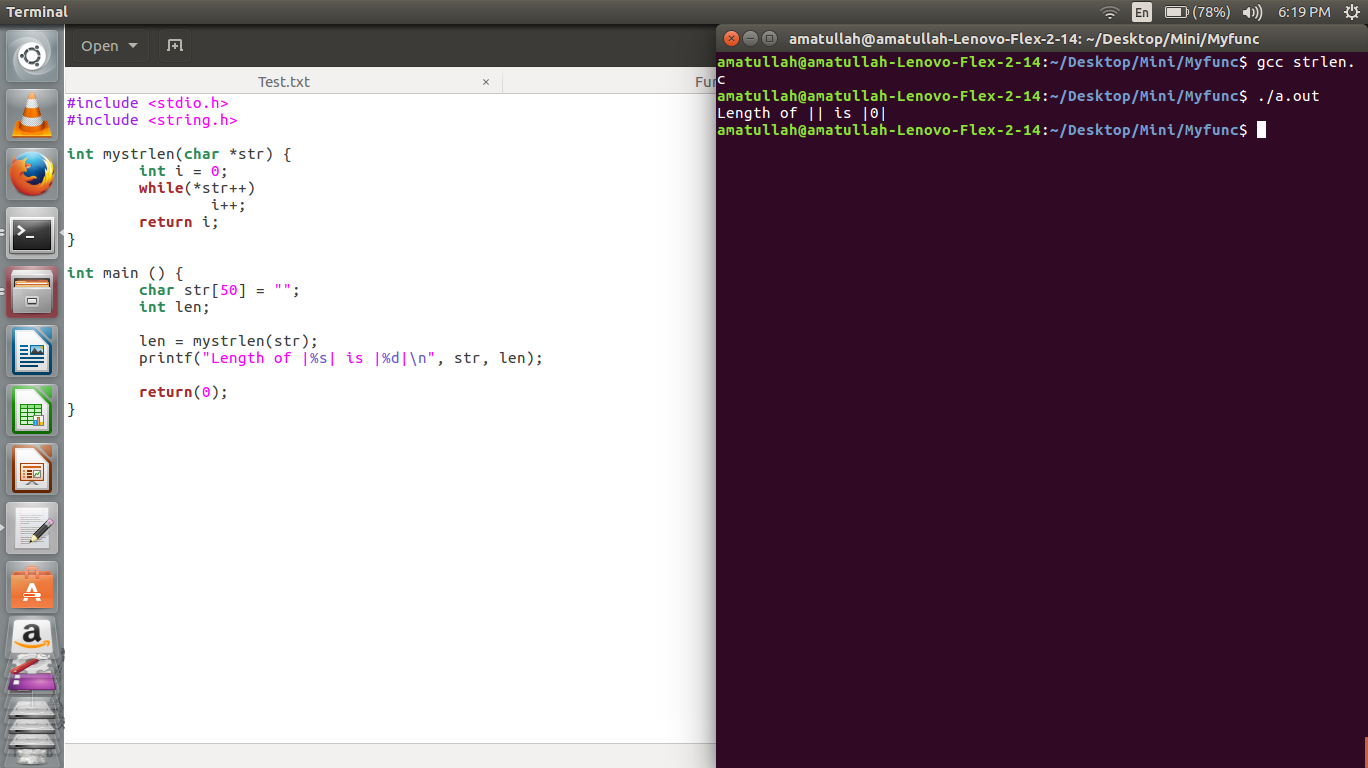 Terminal
En
(78%)
6:19 PM
Open
Test.txt
×
Fu
#include <stdio.h>
#include <string.h>
int mystrlen(char *str) {
int i = 0;
while(*str++)
i++;
return i;
}
int main () {
char str[50] = "";
int len;
len = mystrlen(str);
printf("Length of |%s| is |%d|\n", str, len);
return(0);
}
amatullah@amatullah-Lenovo-Flex-2-14: ~/Desktop/Mini/Myfunc
amatullah@amatullah-Lenovo-Flex-2-14:~/Desktop/Mini/Myfunc$ gcc strlen.
c
amatullah@amatullah-Lenovo-Flex-2-14:~/Desktop/Mini/Myfunc$ ./a.out
Length of || is |0|
amatullah@amatullah-Lenovo-Flex-2-14:~/Desktop/Mini/Myfunc$
>_
A
a